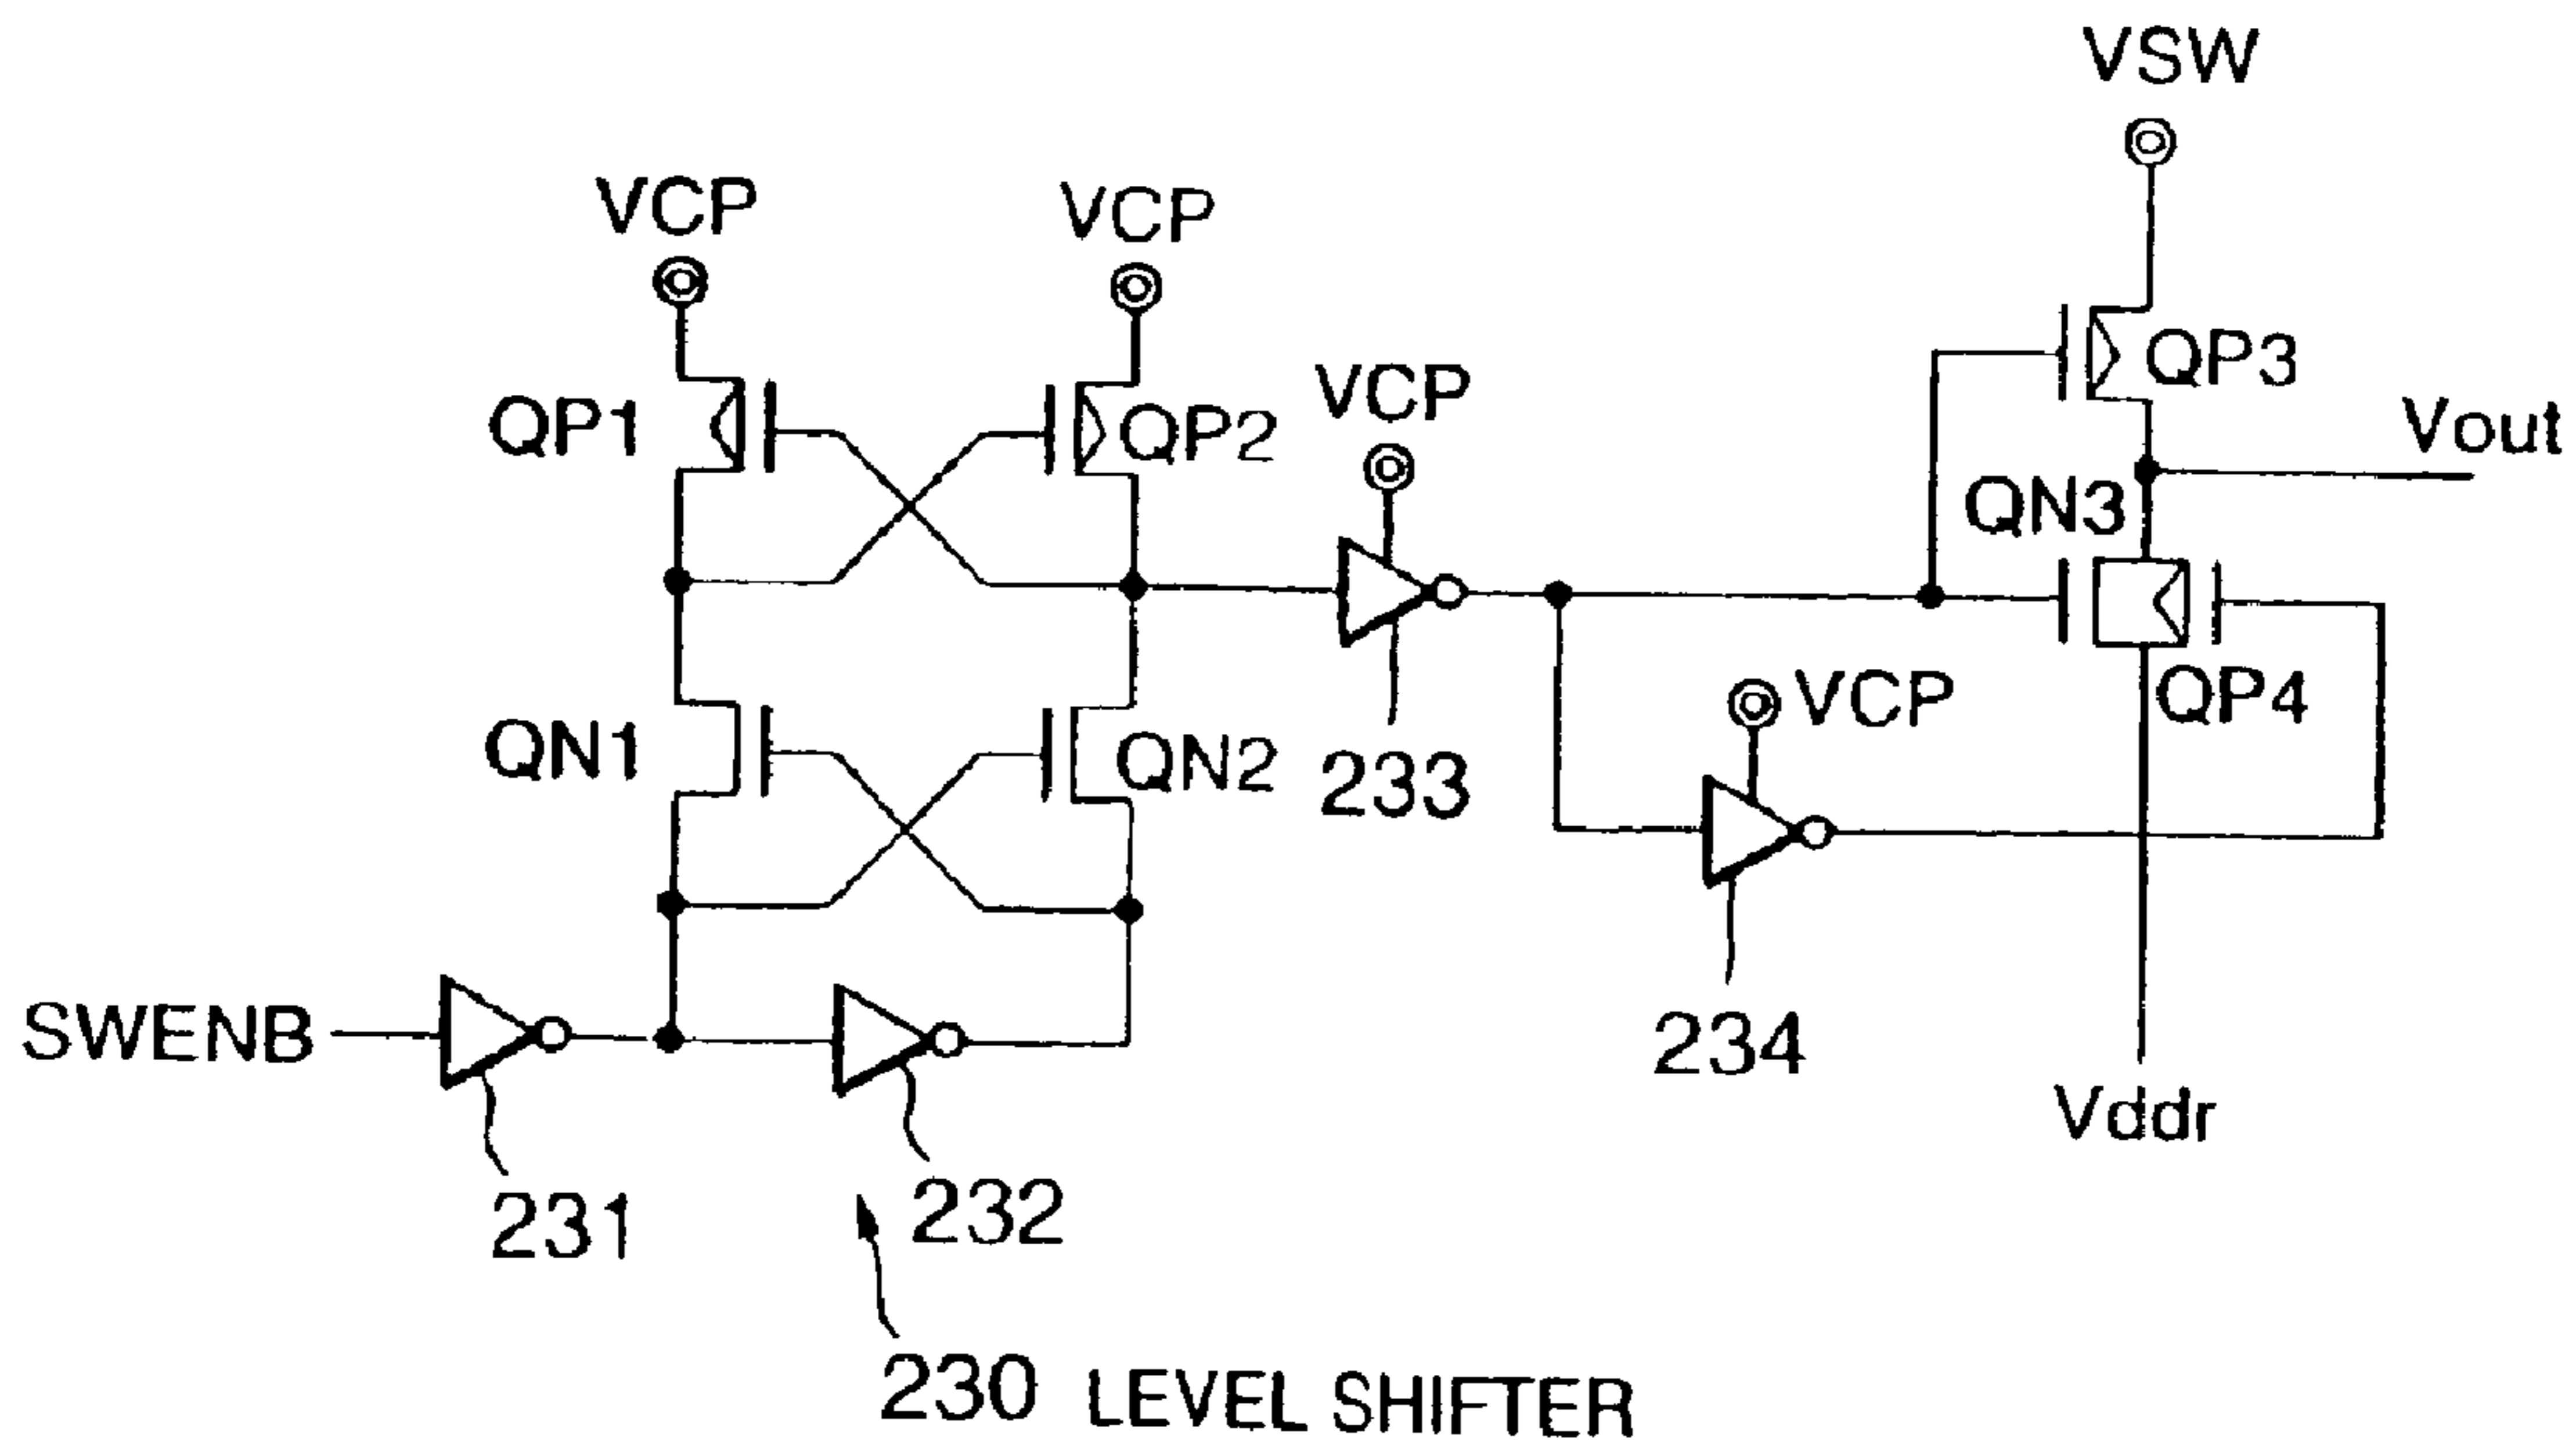 VSW
VCP
VCP
VCP
QP3
Vout
QP1
QP2
QN3
QN1
QN2
VCP
QP4
233
SWENB
234
Vddr
231
232
230 LEVEL SHIFTER